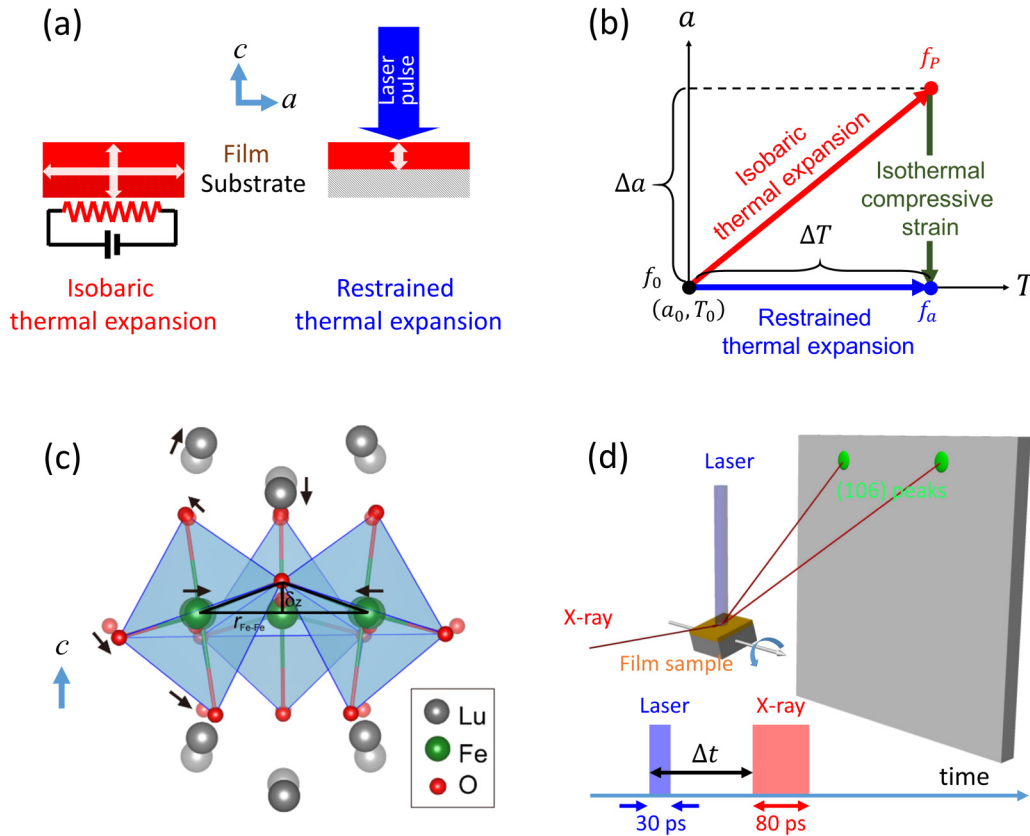 (a)
c
a
Laser
pulse
Film
Substrate
Isobaric
thermal expansion
Restrained
thermal expansion
(b)
a
f_P
Δa
Isobaric
thermal expansion
Isothermal
compressive
strain
ΔT
f_0
(a_0, T_0)
f_a
T
Restrained
thermal expansion
(c)
δz
r_Fe-Fe
c
Lu
Fe
O
(d)
Laser
(106) peaks
X-ray
Film sample
Laser
X-ray
Δt
time
30 ps
80 ps